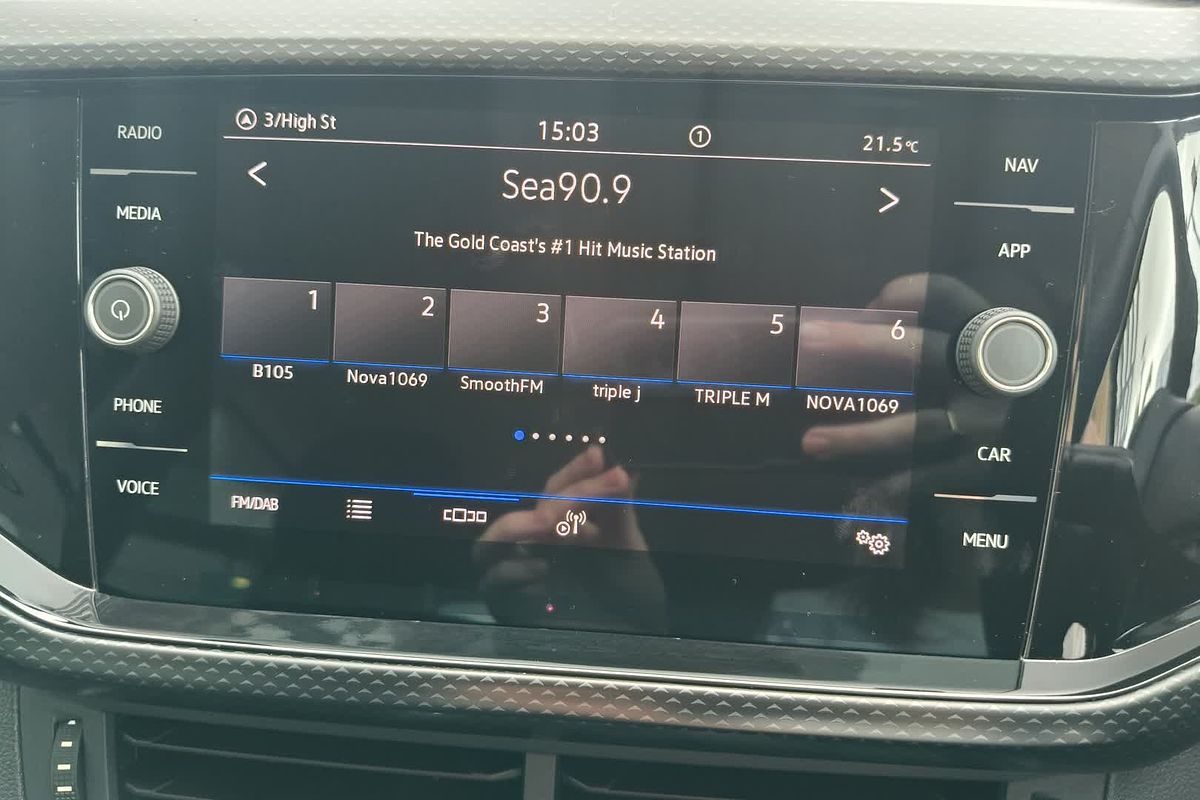 RADIO
MEDIA
PHONE
VOICE
3/High St
15:03
1
21.5°C
Sea90.9
The Gold Coast's #1 Hit Music Station
1
2
3
4
5
6
B105
Nova1069
SmoothFM
triple j
TRIPLE M
NOVA1069
FM/DAB
NAV
APP
CAR
MENU